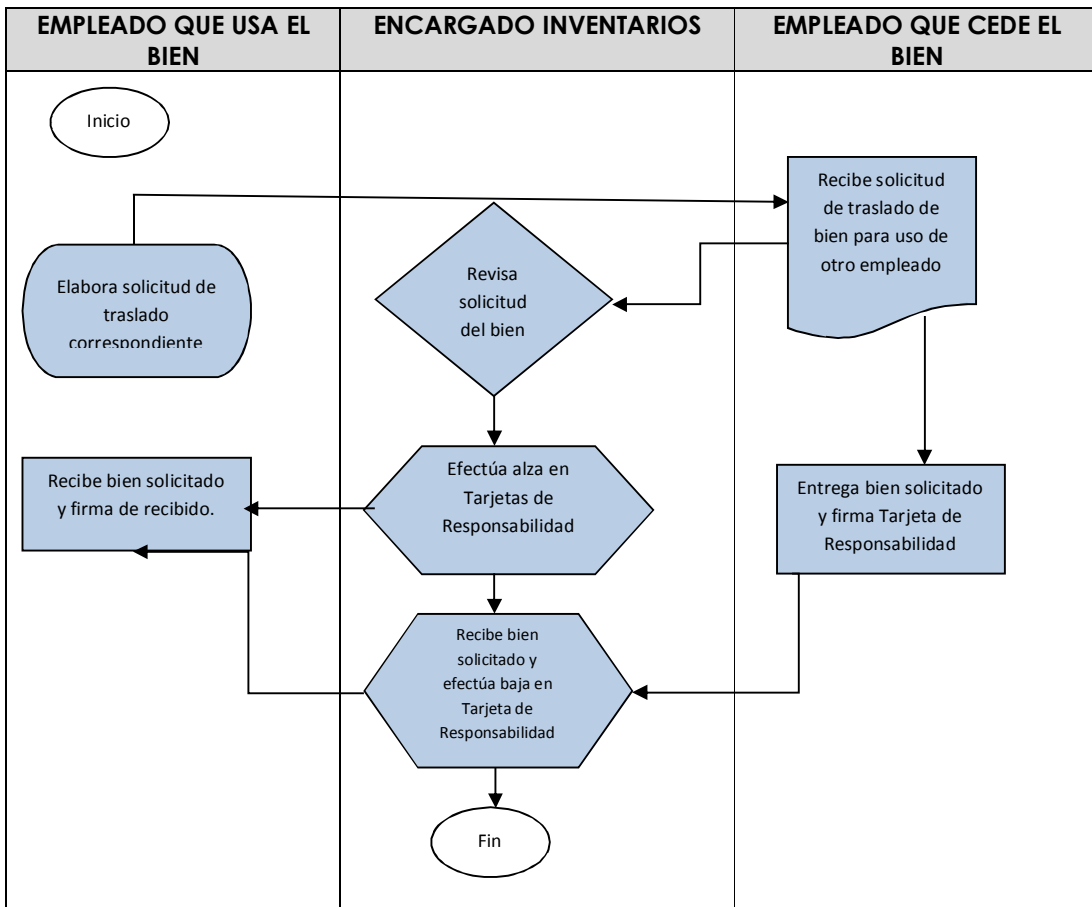 EMPLEADO QUE USA EL
BIEN
ENCARGADO INVENTARIOS
EMPLEADO QUE CEDE EL
BIEN
Inicio
Recibe solicitud
de traslado de
bien para uso de
otro empleado
Elabora solicitud de
traslado
correspondiente
Revisa
solicitud
del bien
Recibe bien solicitado
y firma de recibido.
Efectúa alza en
Tarjetas de
Responsabilidad
Entrega bien solicitado
y firma Tarjeta de
Responsabilidad
Recibe bien
solicitado y
efectúa baja en
Tarjeta de
Responsabilidad
Fin